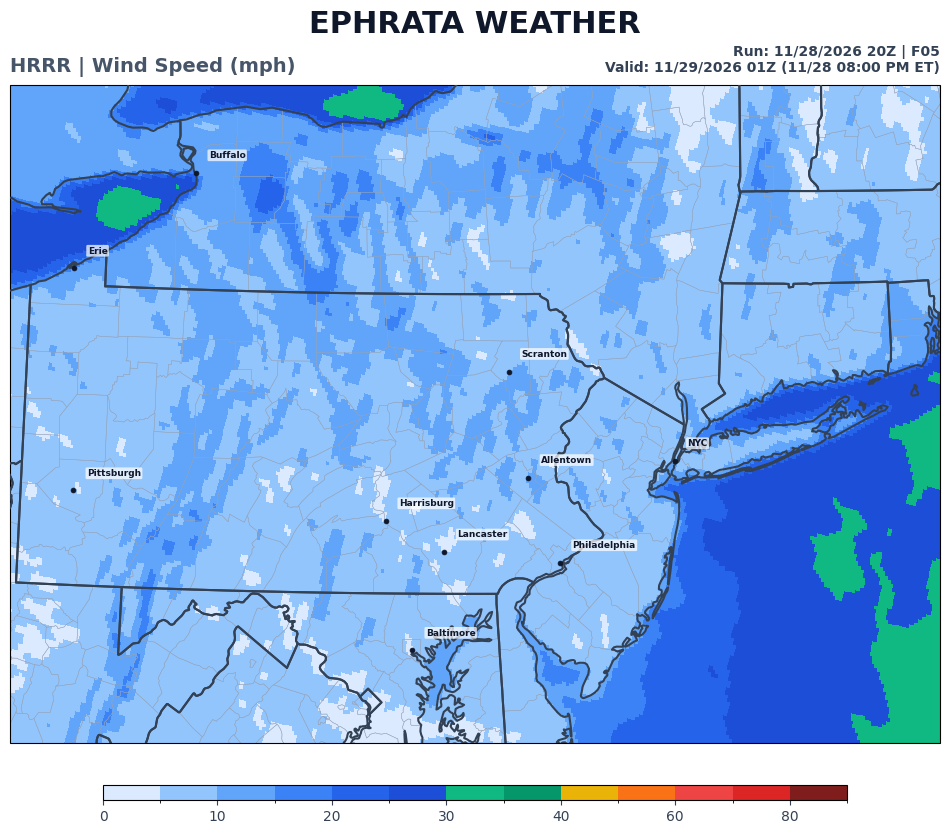 EPHRATA WEATHER
HRRR | Wind Speed (mph)
Run: 11/28/2026 20Z | F05
Valid: 11/29/2026 01Z (11/28 08:00 PM ET)
Buffalo
Erie
Scranton
NYC
Allentown
Pittsburgh
Harrisburg
Lancaster
Philadelphia
Baltimore
0 10 20 30 40 50 60 70 80